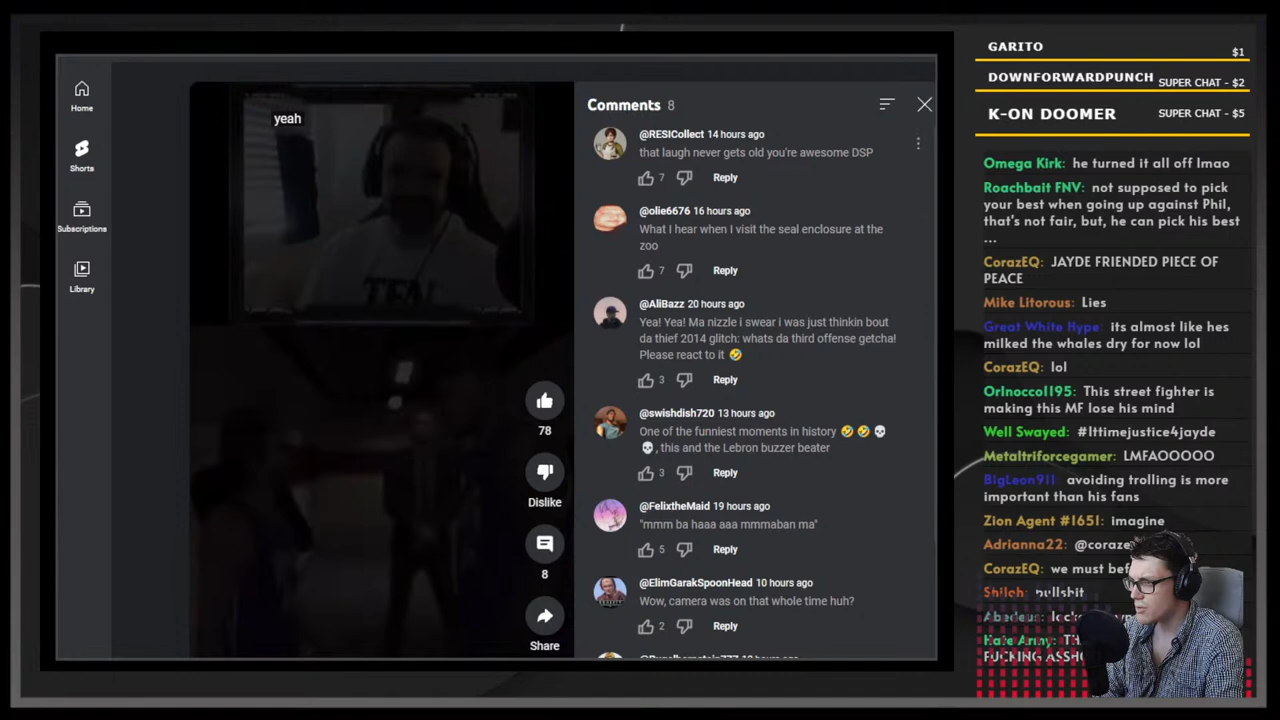 Home
Shorts
Subscriptions
Library
yeah
78
Dislike
8
Share
Comments 8
@RESICollect 14 hours ago
that laugh never gets old you're awesome DSP
7 Reply
@olie6676 16 hours ago
What I hear when I visit the seal enclosure at the
zoo
7 Reply
@AliBazz 20 hours ago
Yea! Yea! Ma nizzle i swear i was just thinkin bout
da thief 2014 glitch: whats da third offense getcha!
Please react to it 🤣
3 Reply
@swishdish720 13 hours ago
One of the funniest moments in history 🤣🤣💀
💀, this and the Lebron buzzer beater
3 Reply
@FelixtheMaid 19 hours ago
"mmm ba haaa aaa mmmaban ma"
5 Reply
@ElimGarakSpoonHead 10 hours ago
Wow, camera was on that whole time huh?
2 Reply
GARITO $1
DOWNFORWARDPUNCH SUPER CHAT - $2
K-ON DOOMER SUPER CHAT - $5
Omega Kirk: he turned it all off lmao
Roachbait FNV: not supposed to pick
your best when going up against Phil,
that's not fair, but, he can pick his best
...
CorazEQ: JAYDE FRIENDED PIECE OF
PEACE
Mike Litorous: Lies
Great White Hype: its almost like hes
milked the whales dry for now lol
CorazEQ: lol
Orlnocco1195: This street fighter is
making this MF lose his mind
Well Swayed: #Ittimejustice4jayde
Metaltriforcegamer: LMFAOOOOO
BigLeon911: avoiding trolling is more
important than his fans
Zion Agent #1651: imagine
Adrianna22:
CorazEQ: we must
Shiloh: bullshit
Abedeus:
Hate Army:
FUCKING